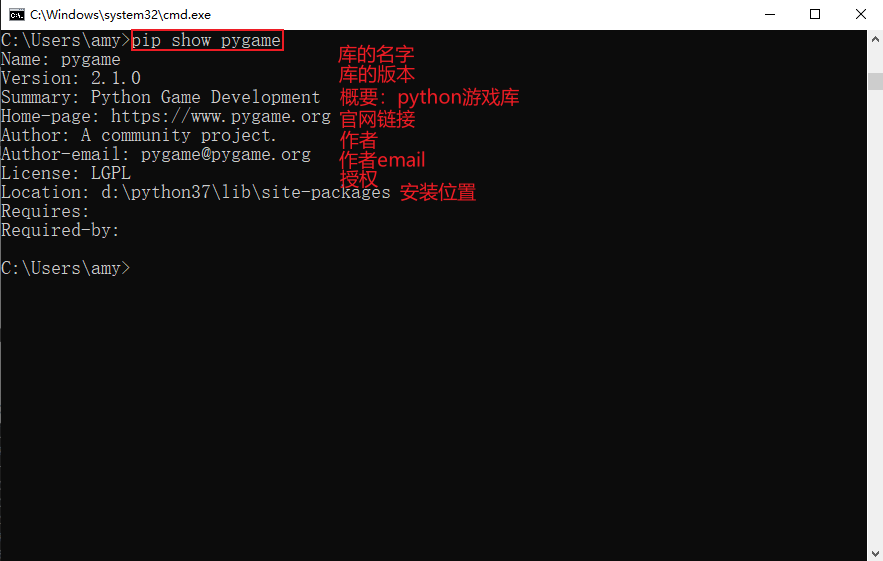 C:\Windows\system32\cmd.exe
C:\Users\amy>pip show pygame
Name: pygame 库的名字
Version: 2.1.0 库的版本
Summary: Python Game Development 概要：python游戏库
Home-page: https://www.pygame.org 官网链接
Author: A community project. 作者
Author-email: pygame@pygame.org 作者email
License: LGPL 授权
Location: d:\python37\lib\site-packages 安装位置
Requires:
Required-by:
C:\Users\amy>